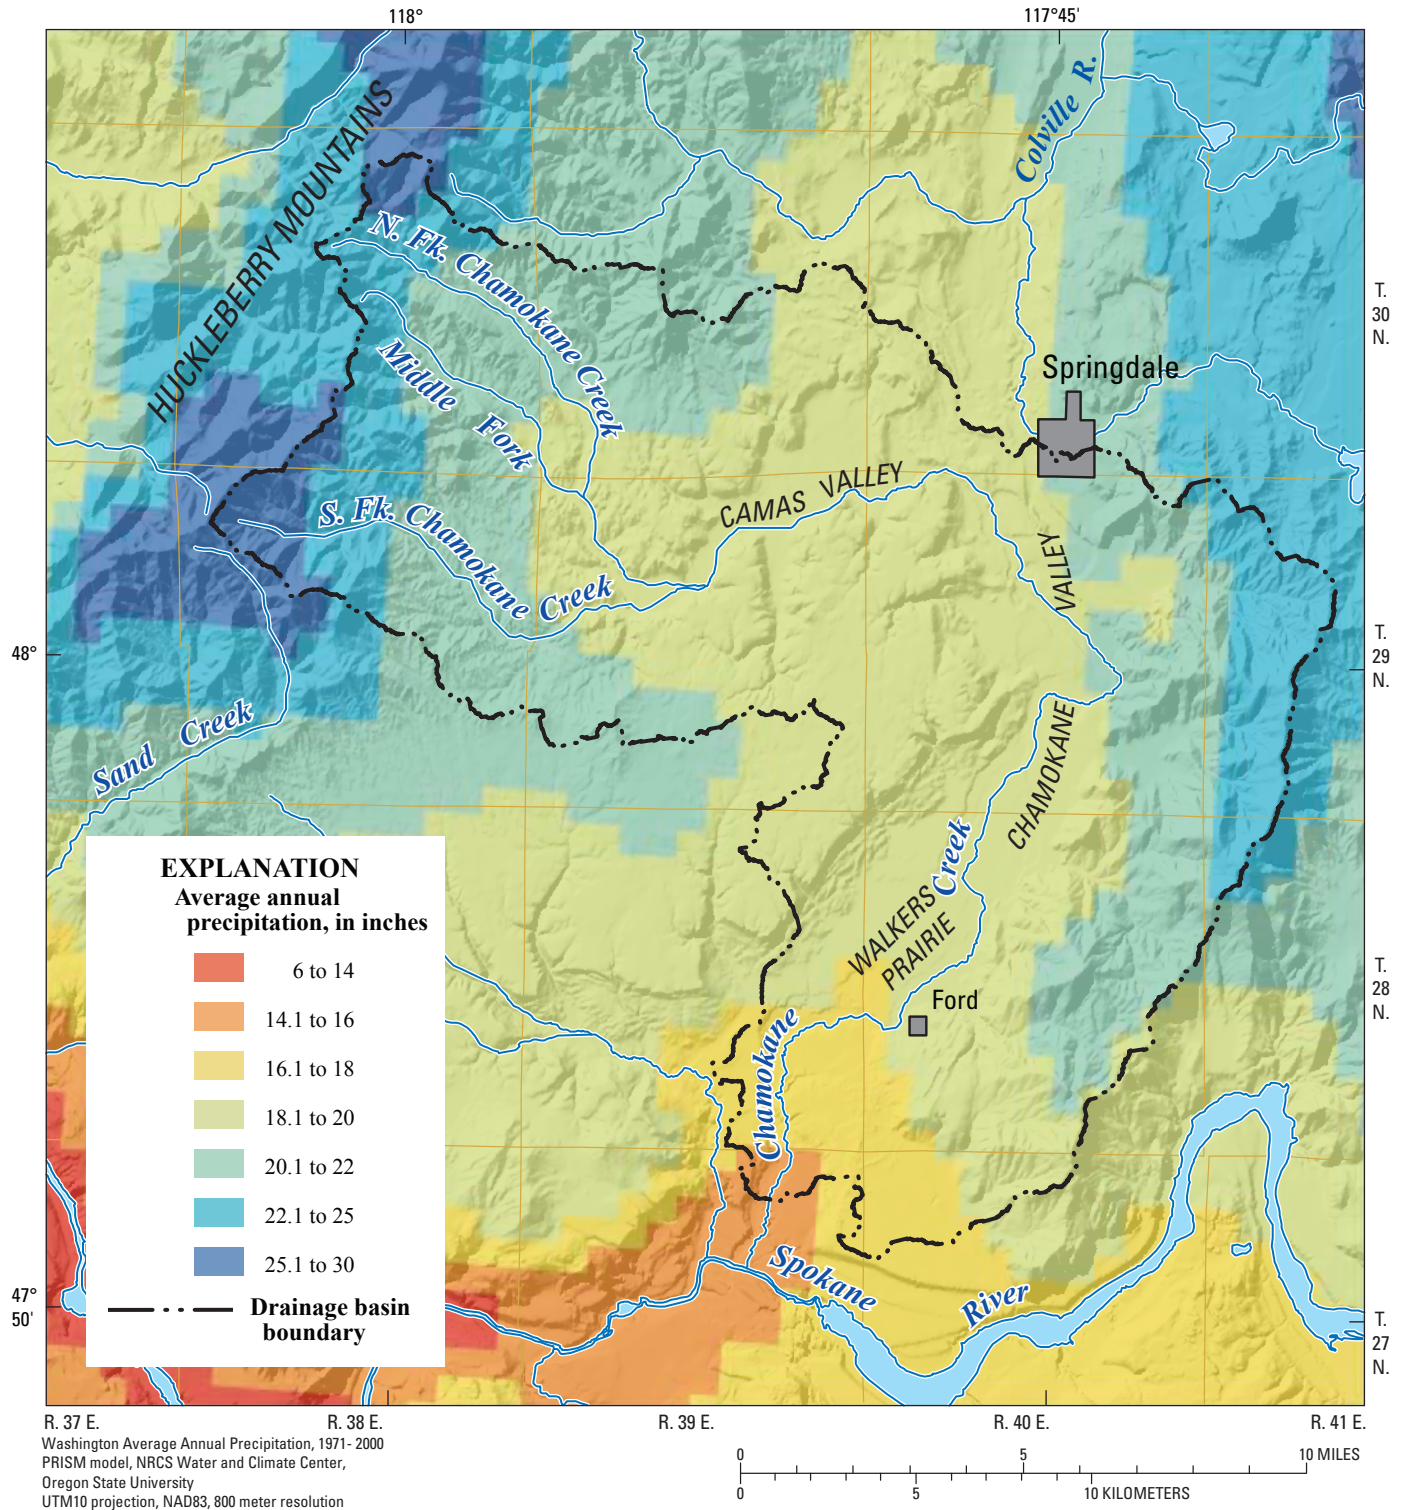 118°
117°45'
Colville R.
HUCKLEBERRY MOUNTAINS
N. Fk. Chamokane Creek
T.
30
N.
Middle Fork
Springdale
CAMAS VALLEY
S. Fk. Chamokane Creek
VALLEY
48°
T.
29
N.
CHAMOKANE
Sand Creek
Creek
WALKERS
PRAIRIE
T.
28
N.
Ford
Chamokane
EXPLANATION
Average annual
precipitation, in inches
6 to 14
14.1 to 16
16.1 to 18
18.1 to 20
20.1 to 22
22.1 to 25
25.1 to 30
Drainage basin
boundary
Spokane River
47°
50'
T.
27
N.
R. 37 E.
R. 38 E.
R. 39 E.
R. 40 E.
R. 41 E.
Washington Average Annual Precipitation, 1971- 2000
PRISM model, NRCS Water and Climate Center,
Oregon State University
UTM10 projection, NAD83, 800 meter resolution
0 5 10 MILES
0 5 10 KILOMETERS